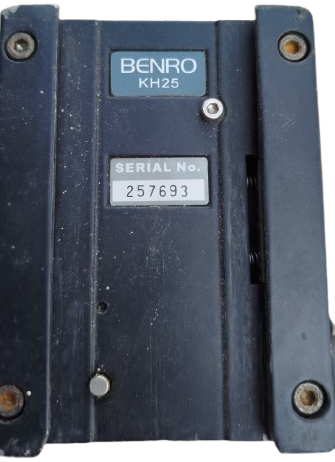 BENRO
KH25
SERIAL No.
257693